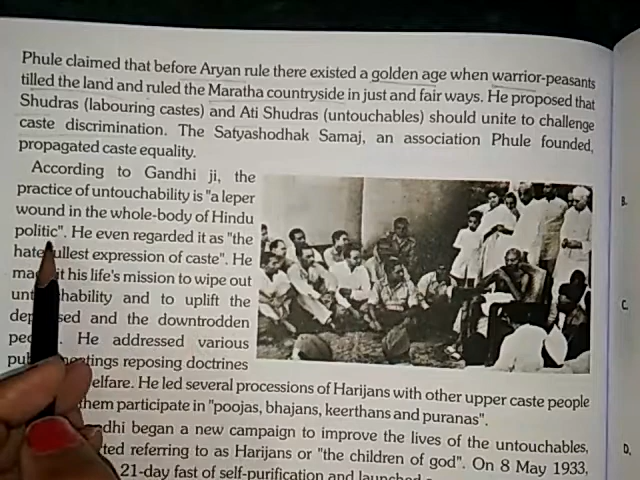 Phule claimed that before Aryan rule there existed a golden age when warrior-peasants
tilled the land and ruled the Maratha countryside in just and fair ways. He proposed that
Shudras (labouring castes) and Ati Shudras (untouchables) should unite to challenge
caste discrimination. The Satyashodhak Samaj, an association Phule founded,
propagated caste equality.
According to Gandhi ji, the
practice of untouchability is "a leper
wound in the whole-body of Hindu
politic". He even regarded it as "the
hatefullest expression of caste". He
made it his life's mission to wipe out
untouchability and to uplift the
and the downtrodden
He addressed various
reposing doctrines
welfare. He led several processions of Harijans with other upper caste people
them participate in "poojas, bhajans, keerthans and puranas".
began a new campaign to improve the lives of the untouchables,
referring to as Harijans or "the children of god". On 8 May 1933,
21-day fast of self-purification and launched
B.
C.
D.